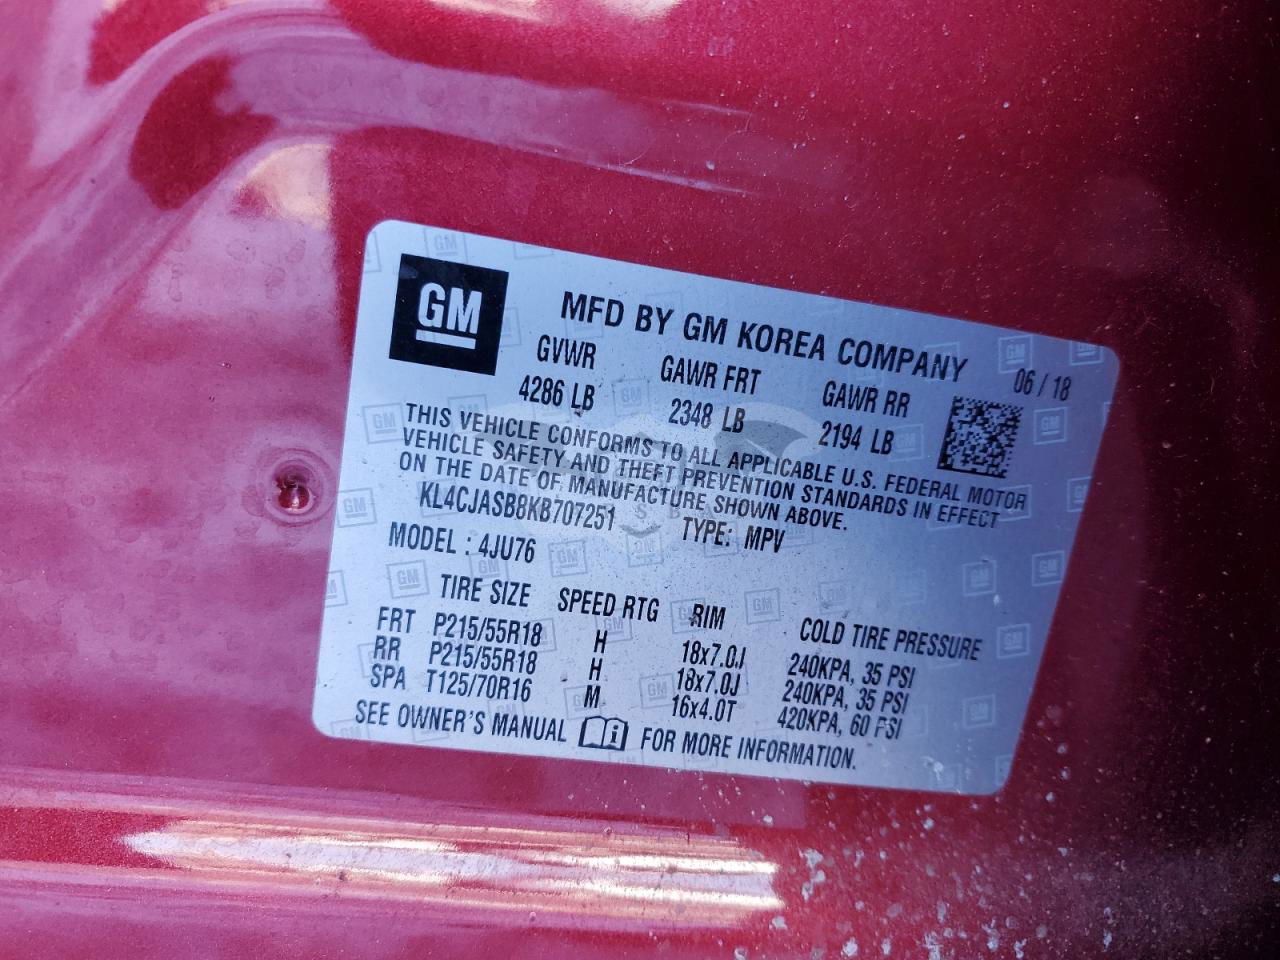 GM
MFD BY GM KOREA COMPANY
06 / 18
GVWR GAWR FRT GAWR RR
4286 LB 2348 LB 2194 LB
THIS VEHICLE CONFORMS TO ALL APPLICABLE U.S. FEDERAL MOTOR
VEHICLE SAFETY AND THEFT PREVENTION STANDARDS IN EFFECT
ON THE DATE OF MANUFACTURE SHOWN ABOVE.
KL4CJASB8KB707251 TYPE: MPV
MODEL : 4JU76
TIRE SIZE SPEED RTG RIM COLD TIRE PRESSURE
FRT P215/55R18 H 18x7.0J 240KPA, 35 PSI
RR P215/55R18 H 18x7.0J 240KPA, 35 PSI
SPA T125/70R16 M 16x4.0T 420KPA, 60 PSI
SEE OWNER'S MANUAL i FOR MORE INFORMATION.